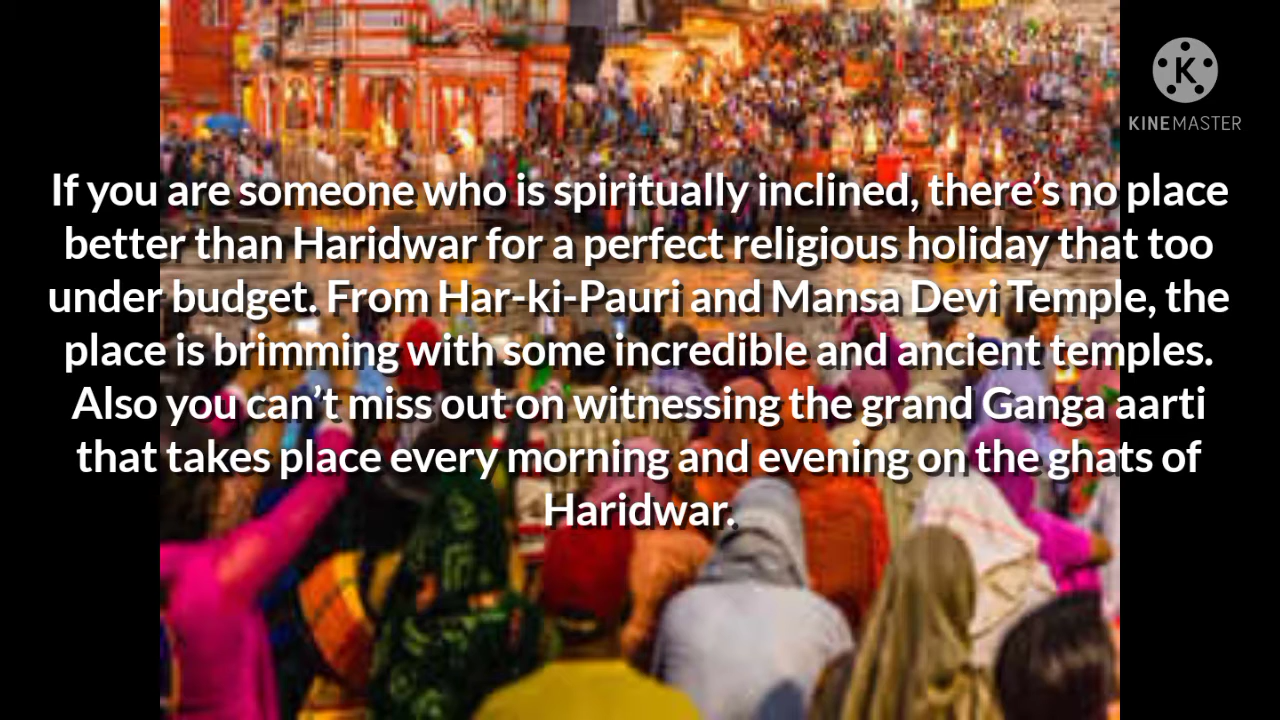 KINEMASTER
If you are someone who is spiritually inclined, there’s no place
better than Haridwar for a perfect religious holiday that too
under budget. From Har-ki-Pauri and Mansa Devi Temple, the
place is brimming with some incredible and ancient temples.
Also you can’t miss out on witnessing the grand Ganga aarti
that takes place every morning and evening on the ghats of
Haridwar.